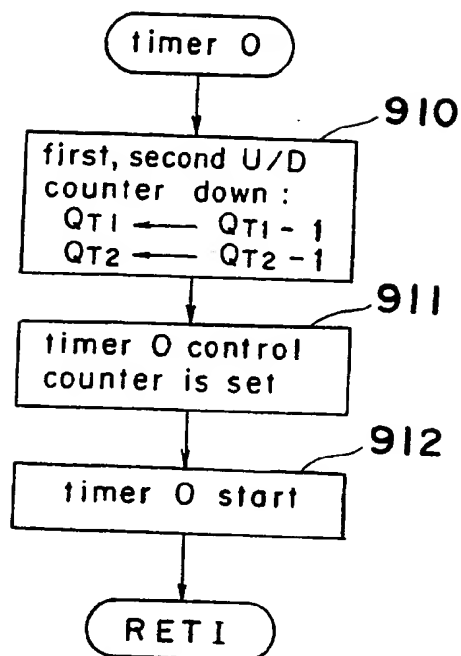 timer 0
910
first, second U/D
counter down :
QT1 ← QT1 - 1
QT2 ← QT2 - 1
911
timer 0 control
counter is set
912
timer 0 start
RETI